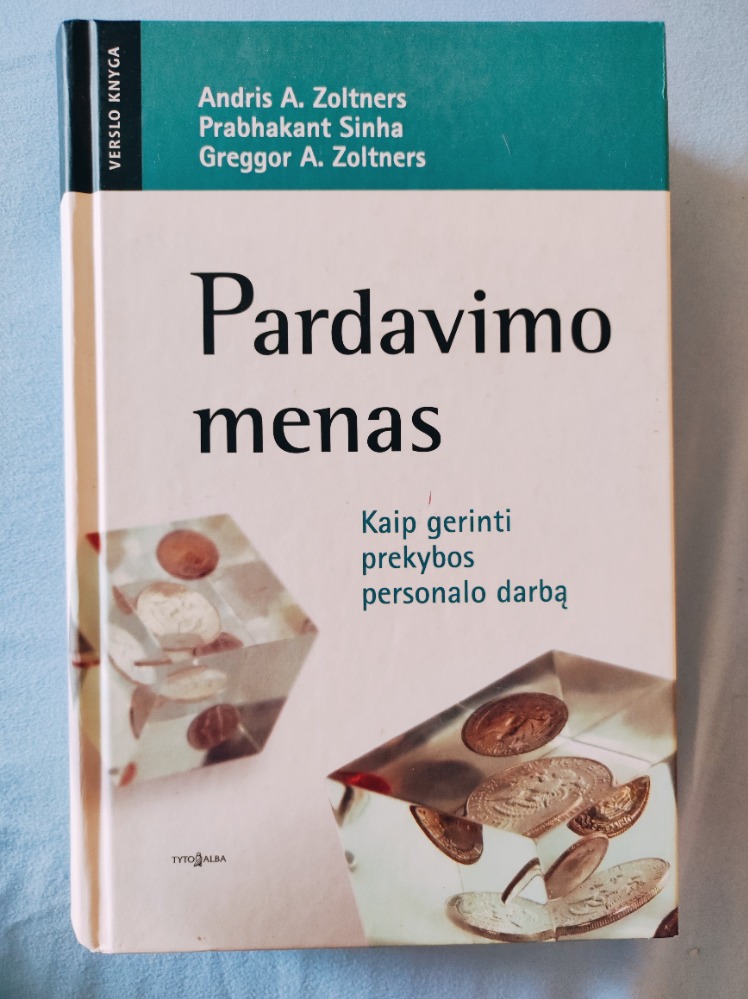 VERSLO KNYGA
Andris A. Zoltners
Prabhakant Sinha
Greggor A. Zoltners
Pardavimo
menas
Kaip gerinti
prekybos
personalo darbą
TYTO ALBA